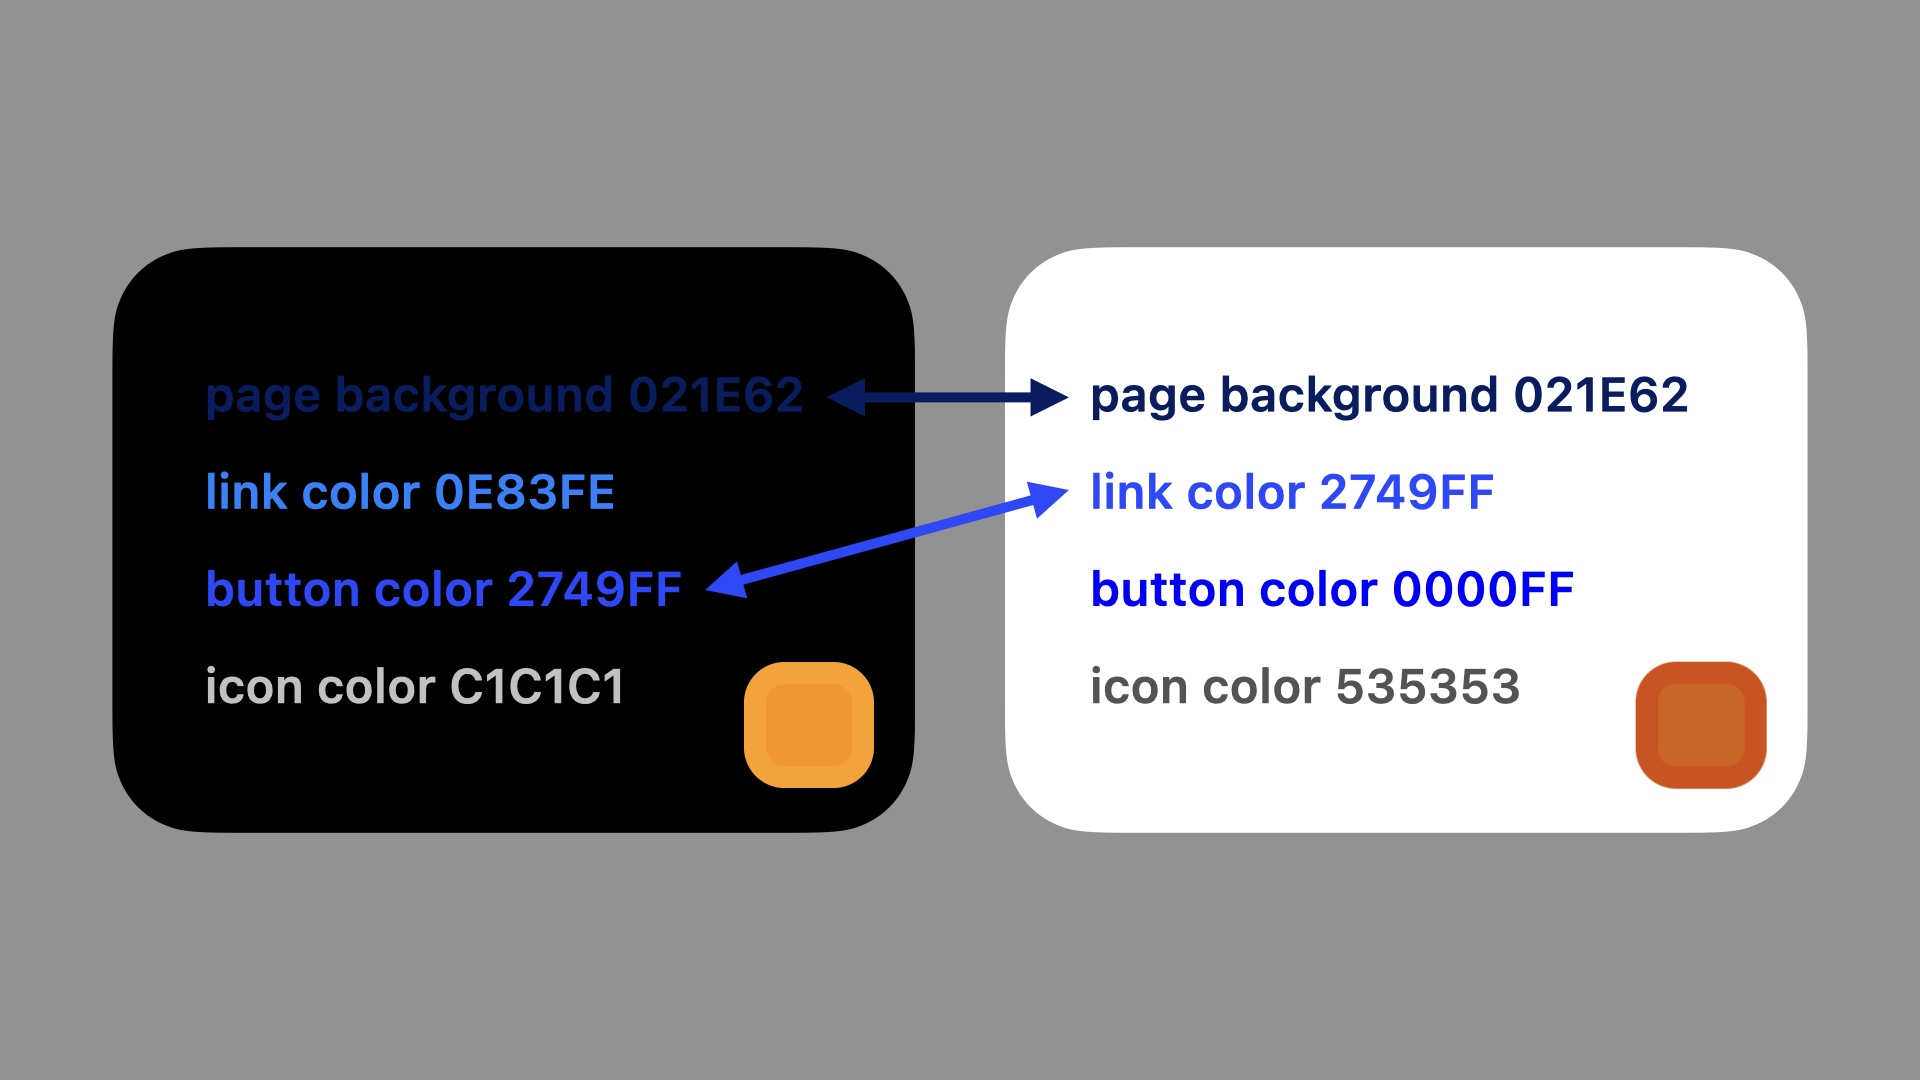 page background 021E62
link color 0E83FE
button color 2749FF
icon color C1C1C1
page background 021E62
link color 2749FF
button color 0000FF
icon color 535353